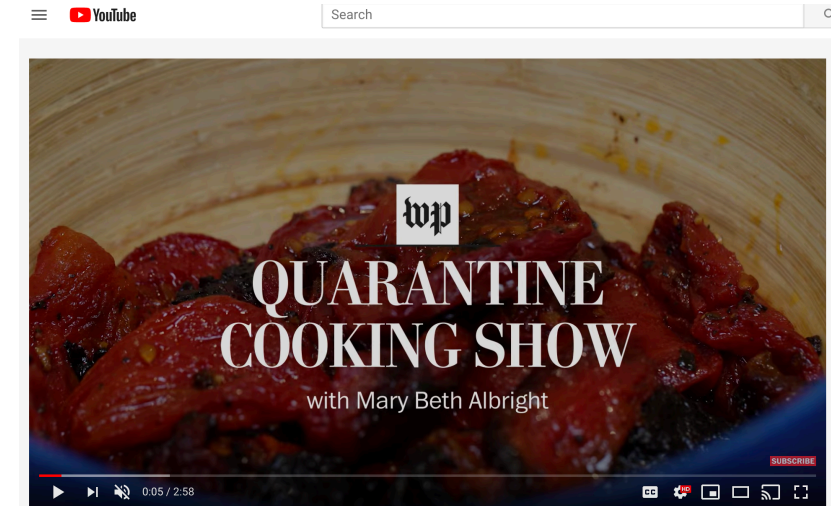 YouTube
Search
wp
QUARANTINE
COOKING SHOW
with Mary Beth Albright
SUBSCRIBE
0:05 / 2:58
CC
HD